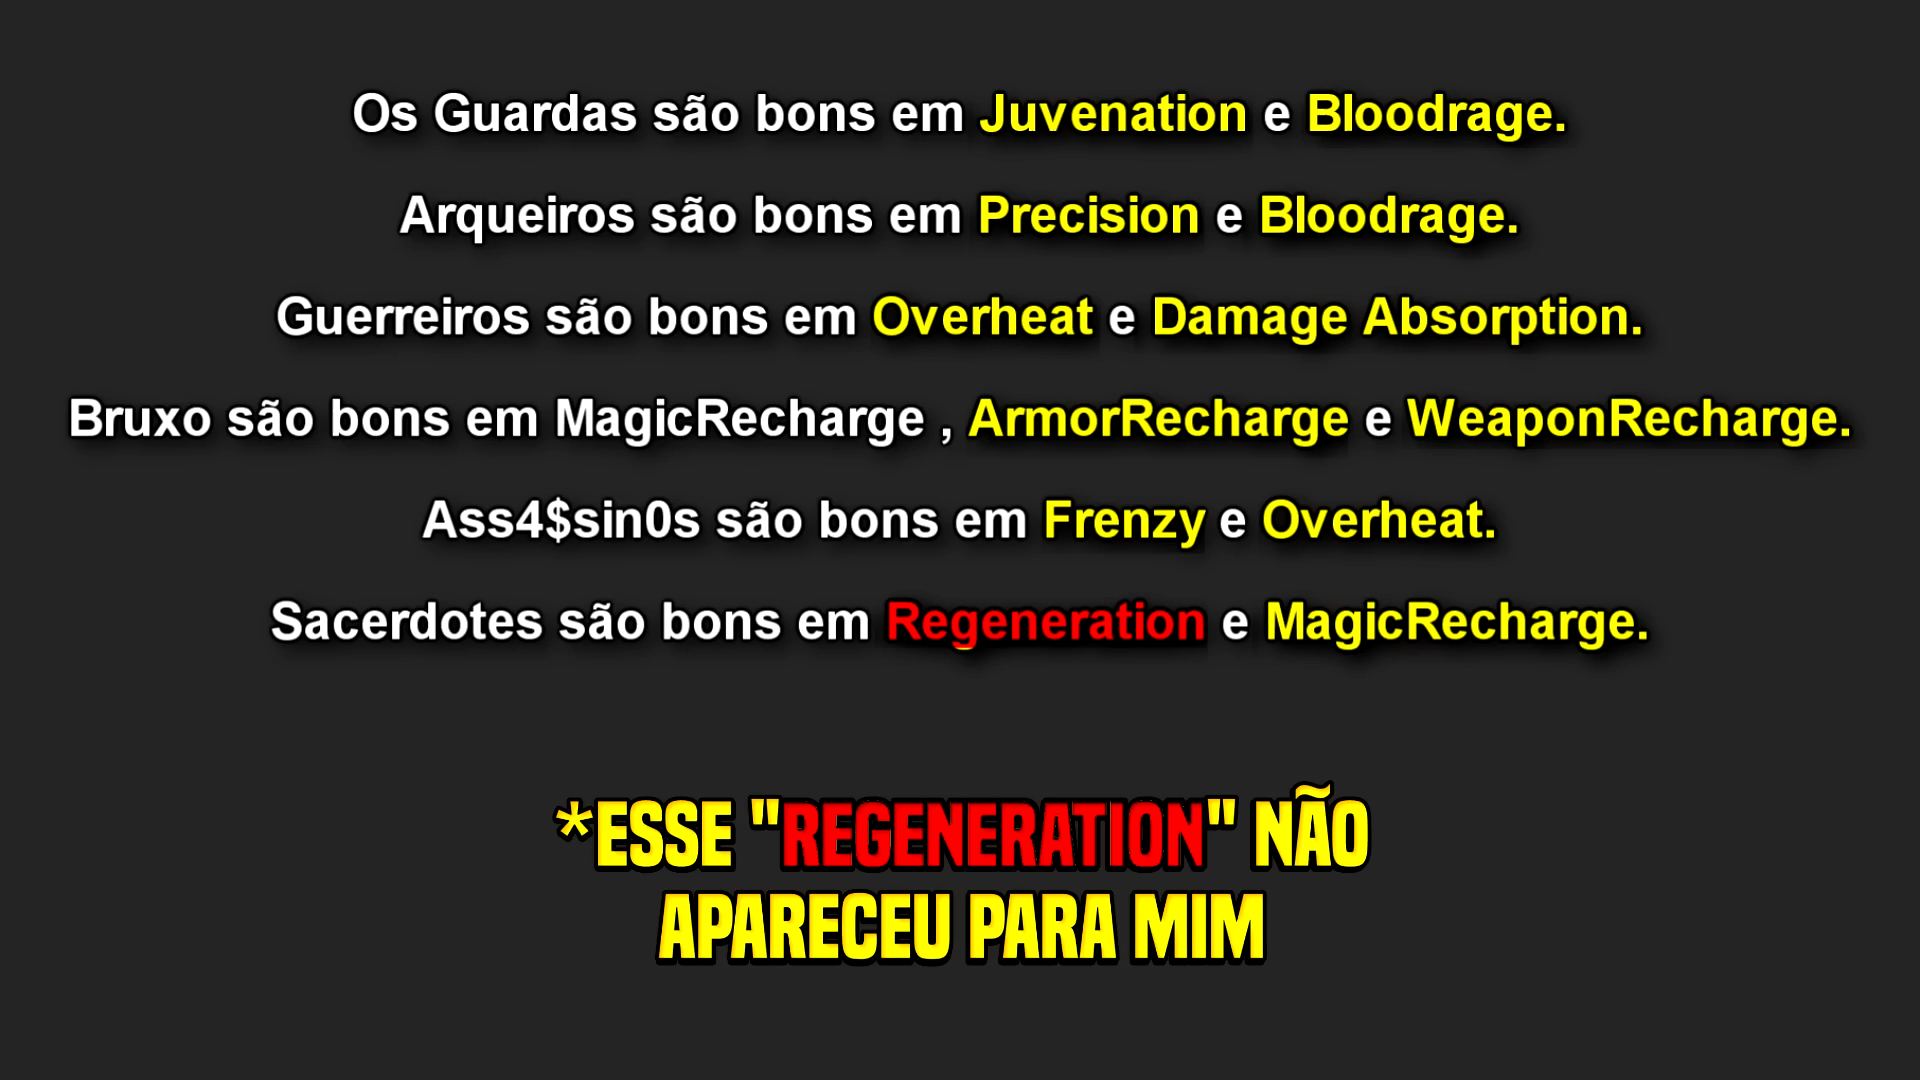 Os Guardas são bons em Juvenation e Bloodrage.
Arqueiros são bons em Precision e Bloodrage.
Guerreiros são bons em Overheat e Damage Absorption.
Bruxo são bons em MagicRecharge , ArmorRecharge e WeaponRecharge.
Ass4$sin0s são bons em Frenzy e Overheat.
Sacerdotes são bons em Regeneration e MagicRecharge.
*ESSE "REGENERATION" NÃO
APARECEU PARA MIM